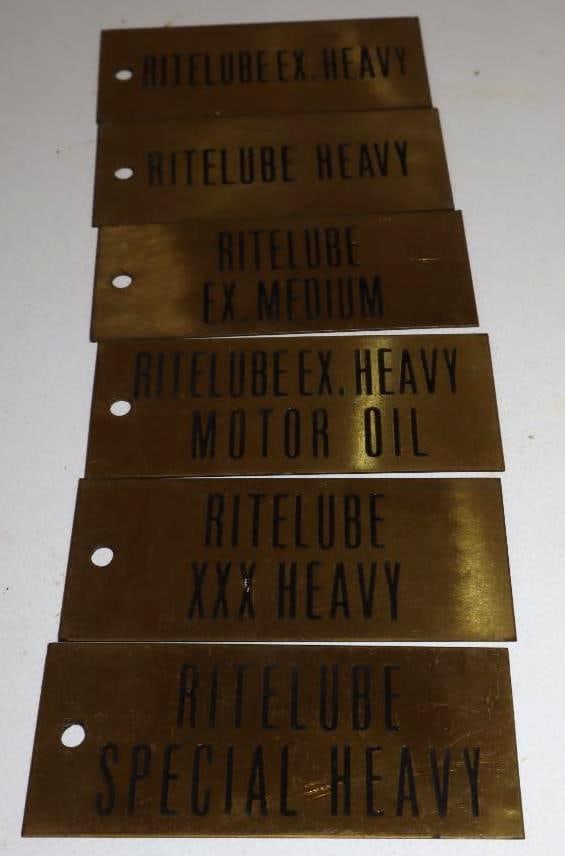 RITELUBE EX. HEAVY
RITELUBE HEAVY
RITELUBE
EX. MEDIUM
RITELUBE EX. HEAVY
MOTOR OIL
RITELUBE
XXX HEAVY
RITELUBE
SPECIAL HEAVY